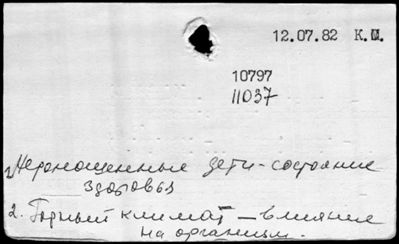 12.07.82 К.Ш.
10797
11037
1. Недоношенные дети - состояние
здоровья
2. Горный климат - влияние
на организм.